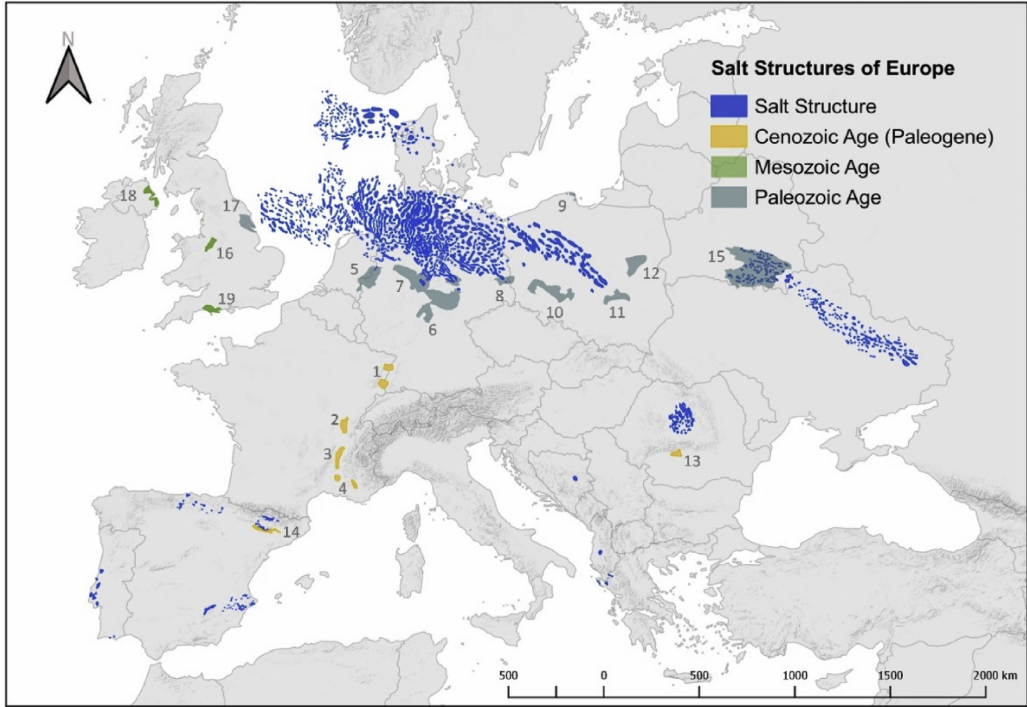 N
Salt Structures of Europe
Salt Structure
Cenozoic Age (Paleogene)
Mesozoic Age
Paleozoic Age
18
17
9
16
15
12
5
7
8
10
11
19
6
1
2
3
13
4
14
500 0 500 1000 1500 2000 km